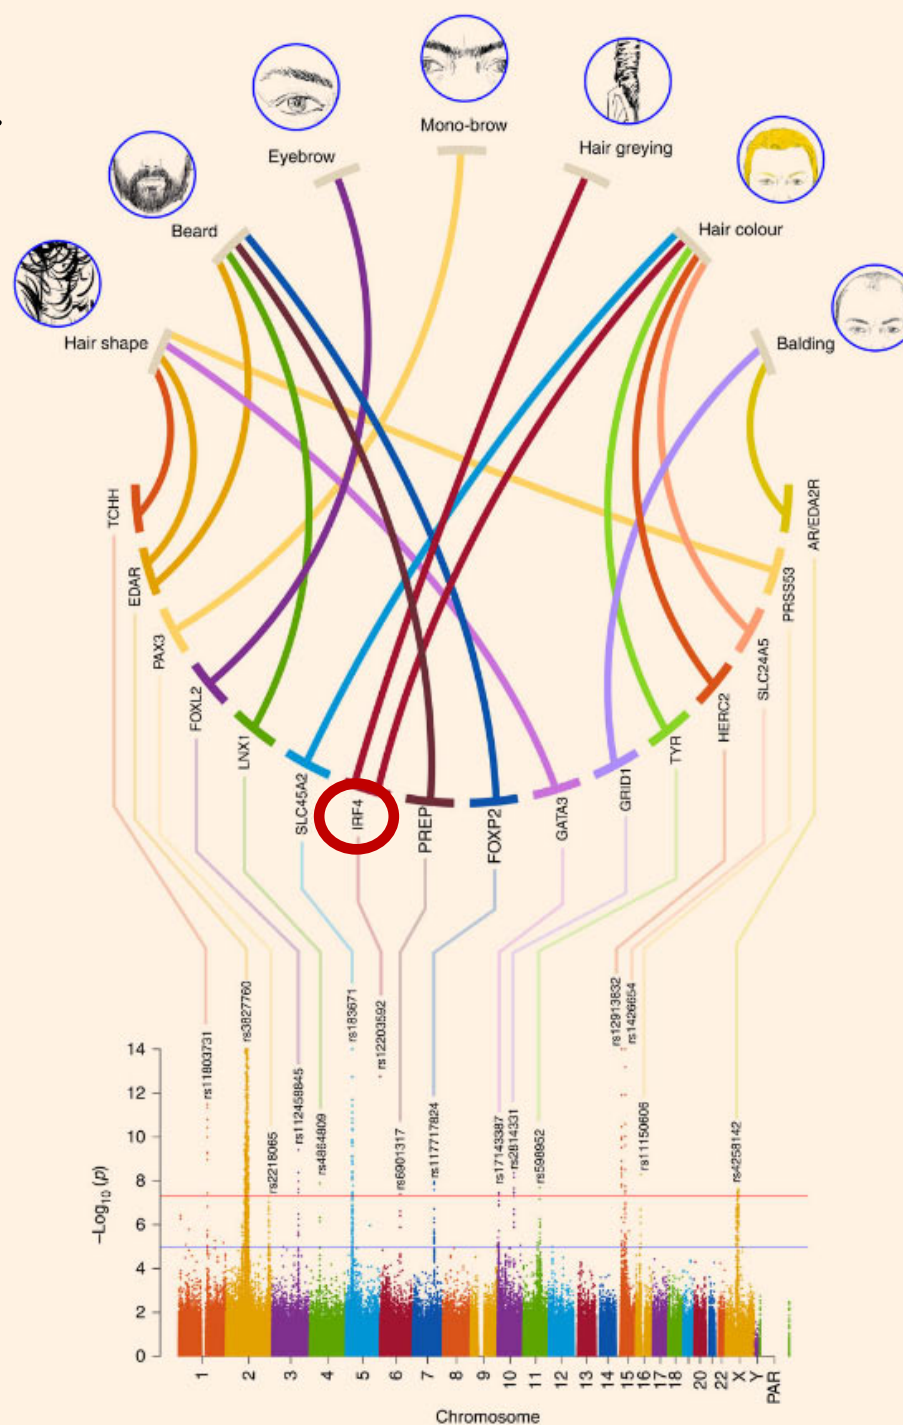 Mono-brow
Eyebrow
Hair greying
Beard
Hair colour
Hair shape
Balding
TCHH
EDAR
PAX3
FOXL2
LNX1
SLC45A2
IRF4
PREP
FOXP2
GATA3
GRID1
TYR
HERC2
SLC24A5
PRSS53
AR/EDA2R
rs11803731
rs3827760
rs2218065
rs112458845
rs4864809
rs183671
rs12203592
rs6901317
rs117717824
rs17143387
rs2814331
rs598952
rs12913832
rs1426654
rs11150606
rs4258142
−Log10 (p)
14
12
10
8
6
4
2
0
1 2 3 4 5 6 7 8 9 10 11 12 13 14 15 16 17 18 20 22 X Y PAR
Chromosome